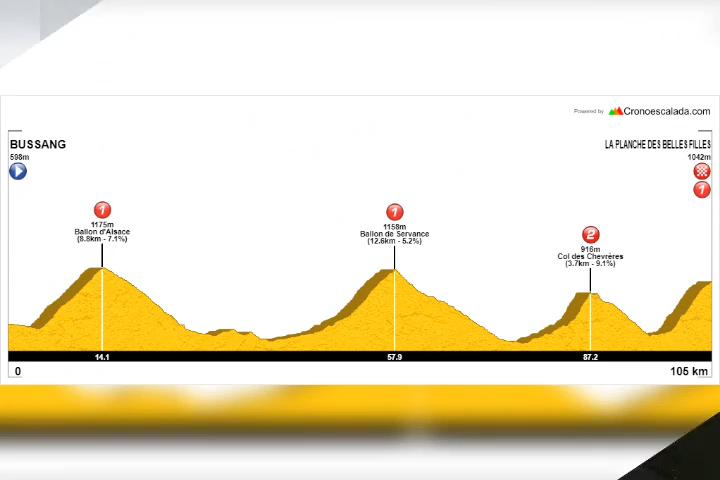 Powered by Cronoescalada.com
BUSSANG
598m
LA PLANCHE DES BELLES FILLES
1042m
1
1
1175m
Ballon d'Alsace
(8.8km - 7.1%)
1
1158m
Ballon de Servance
(12.6km - 5.2%)
2
916m
Col des Chevrères
(3.7km - 9.1%)
14.1
57.9
87.2
0
105 km